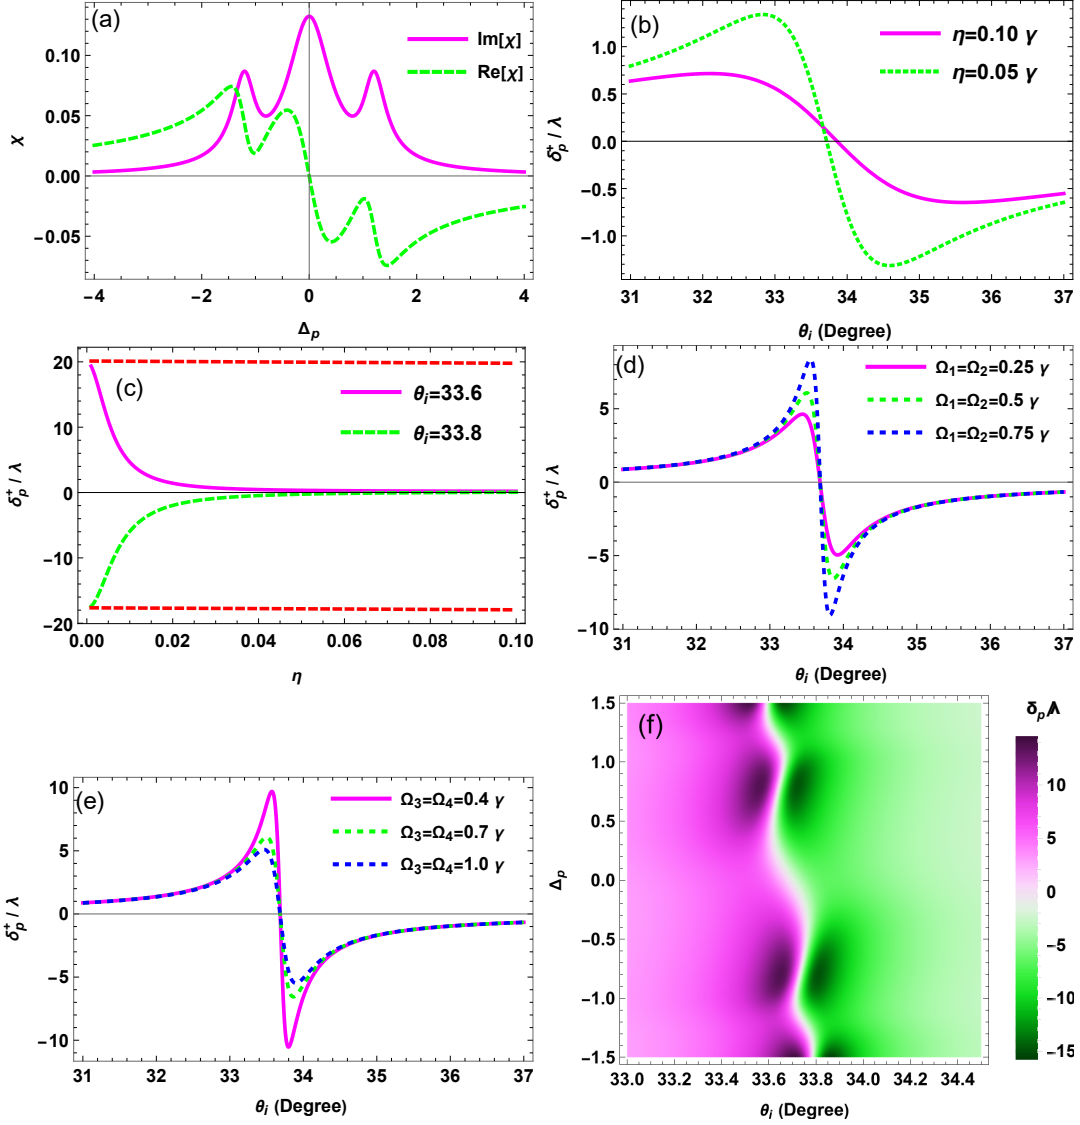 (a)
Im[χ]
Re[χ]
χ
0.10
0.05
0.00
-0.05
-4
-2
0
2
4
Δp
(b)
η=0.10 γ
η=0.05 γ
δp+ / λ
1.0
0.5
0.0
-0.5
-1.0
31
32
33
34
35
36
37
θi (Degree)
(c)
θi=33.6
θi=33.8
δp+ / λ
20
10
0
-10
-20
0.00
0.02
0.04
0.06
0.08
0.10
η
(d)
Ω1=Ω2=0.25 γ
Ω1=Ω2=0.5 γ
Ω1=Ω2=0.75 γ
δp+ / λ
5
0
-5
-10
31
32
33
34
35
36
37
θi (Degree)
(e)
Ω3=Ω4=0.4 γ
Ω3=Ω4=0.7 γ
Ω3=Ω4=1.0 γ
δp+ / λ
10
5
0
-5
-10
31
32
33
34
35
36
37
θi (Degree)
(f)
Δp
1.5
1.0
0.5
0.0
-0.5
-1.0
-1.5
33.0
33.2
33.6
33.8
34.0
34.2
34.4
θi (Degree)
δp/λ
10
5
0
-5
-10
-15